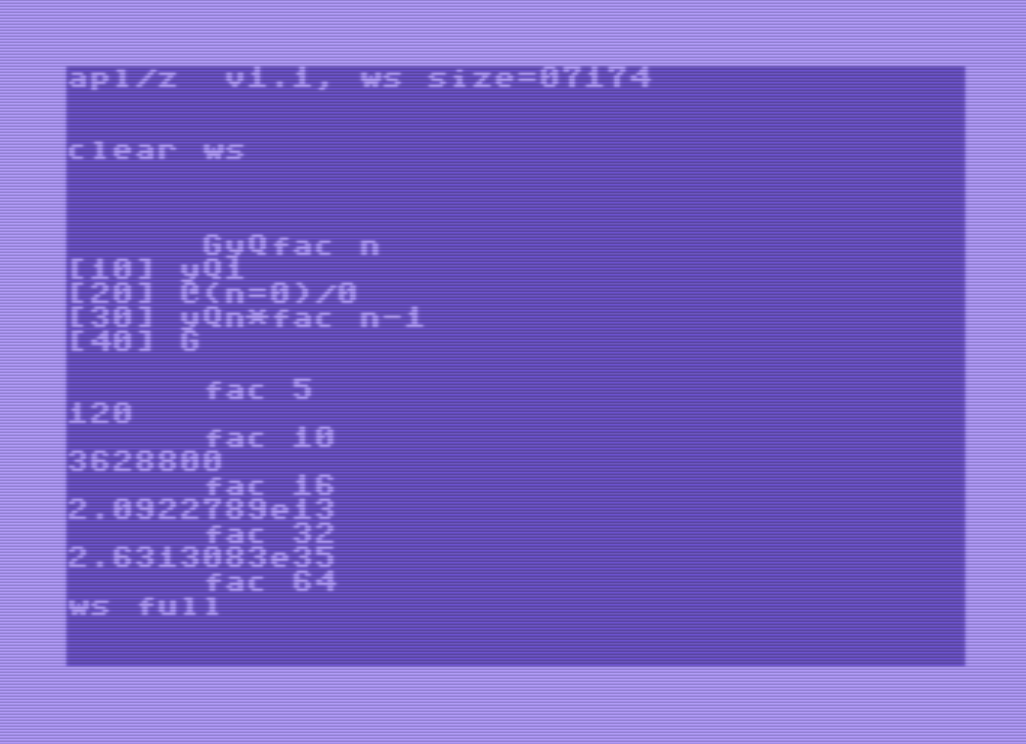 apl/z  v1.1, ws size=07174
clear ws
      GyQfac n
[10] yQ1
[20] @(n=0)/0
[30] yQn*fac n-1
[40] G
      fac 5
120
      fac 10
3628800
      fac 16
2.0922789e13
      fac 32
2.6313083e35
      fac 64
ws full